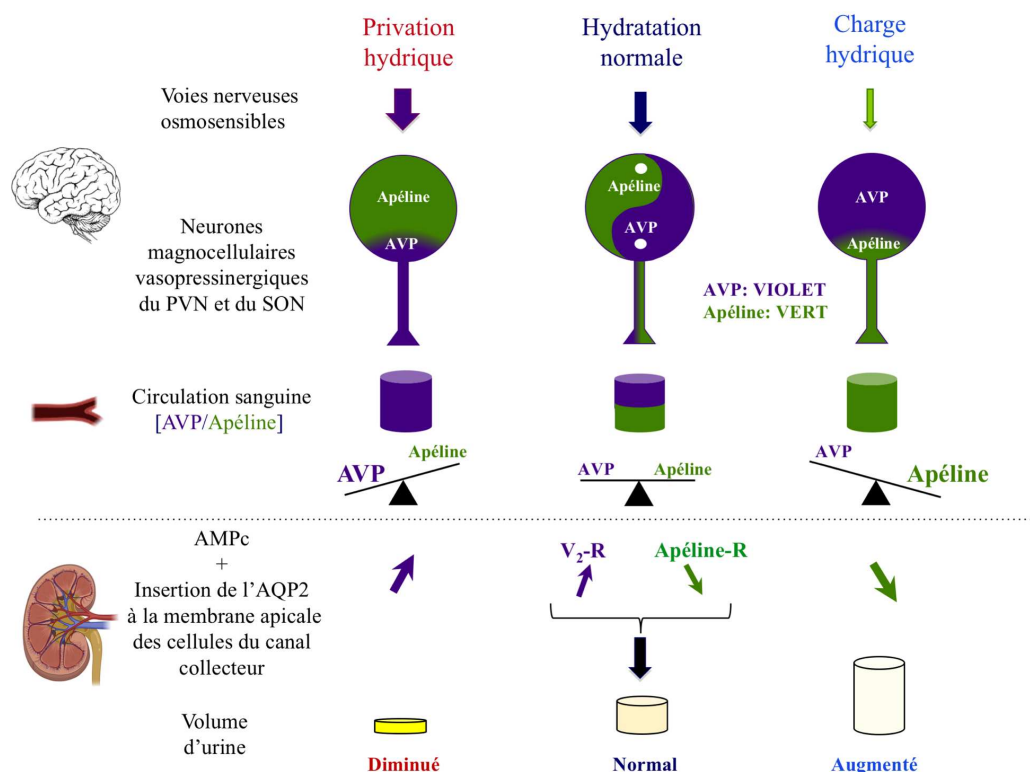 Privation
hydrique
Hydratation
normale
Charge
hydrique
Voies nerveuses
osmosensibles
Neurones
magnocellulaires
vasopressinergiques
du PVN et du SON
Apéline
AVP
Apéline
AVP
AVP
Apéline
AVP: VIOLET
Apéline: VERT
Circulation sanguine
[AVP/Apéline]
AVP
Apéline
AVP
Apéline
AVP
Apéline
AMPc
+
Insertion de l’AQP2
à la membrane apicale
des cellules du canal
collecteur
V2-R
Apéline-R
Volume
d’urine
Diminué
Normal
Augmenté